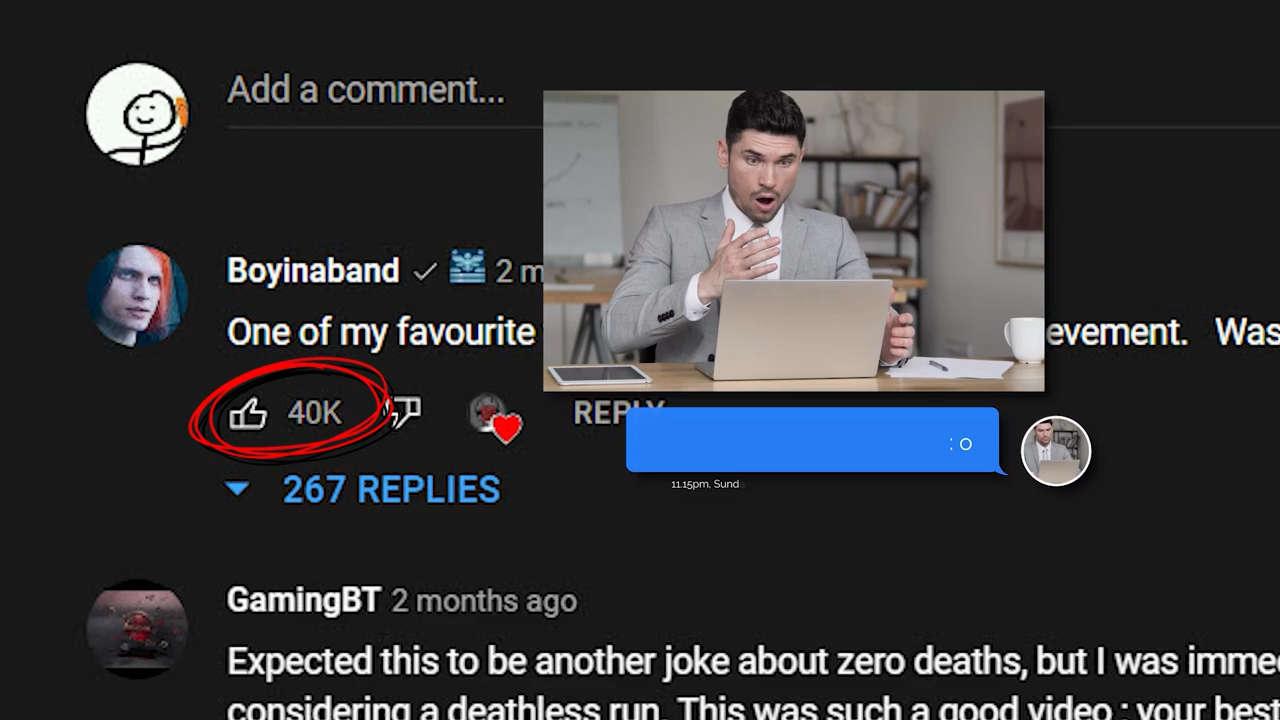 Add a comment...
Boyinaband 2 m
One of my favourite evement. Was
40K REPLY
: O
11.15pm, Sund
267 REPLIES
GamingBT 2 months ago
Expected this to be another joke about zero deaths, but I was imme
considering a deathless run. This was such a good video ; your best